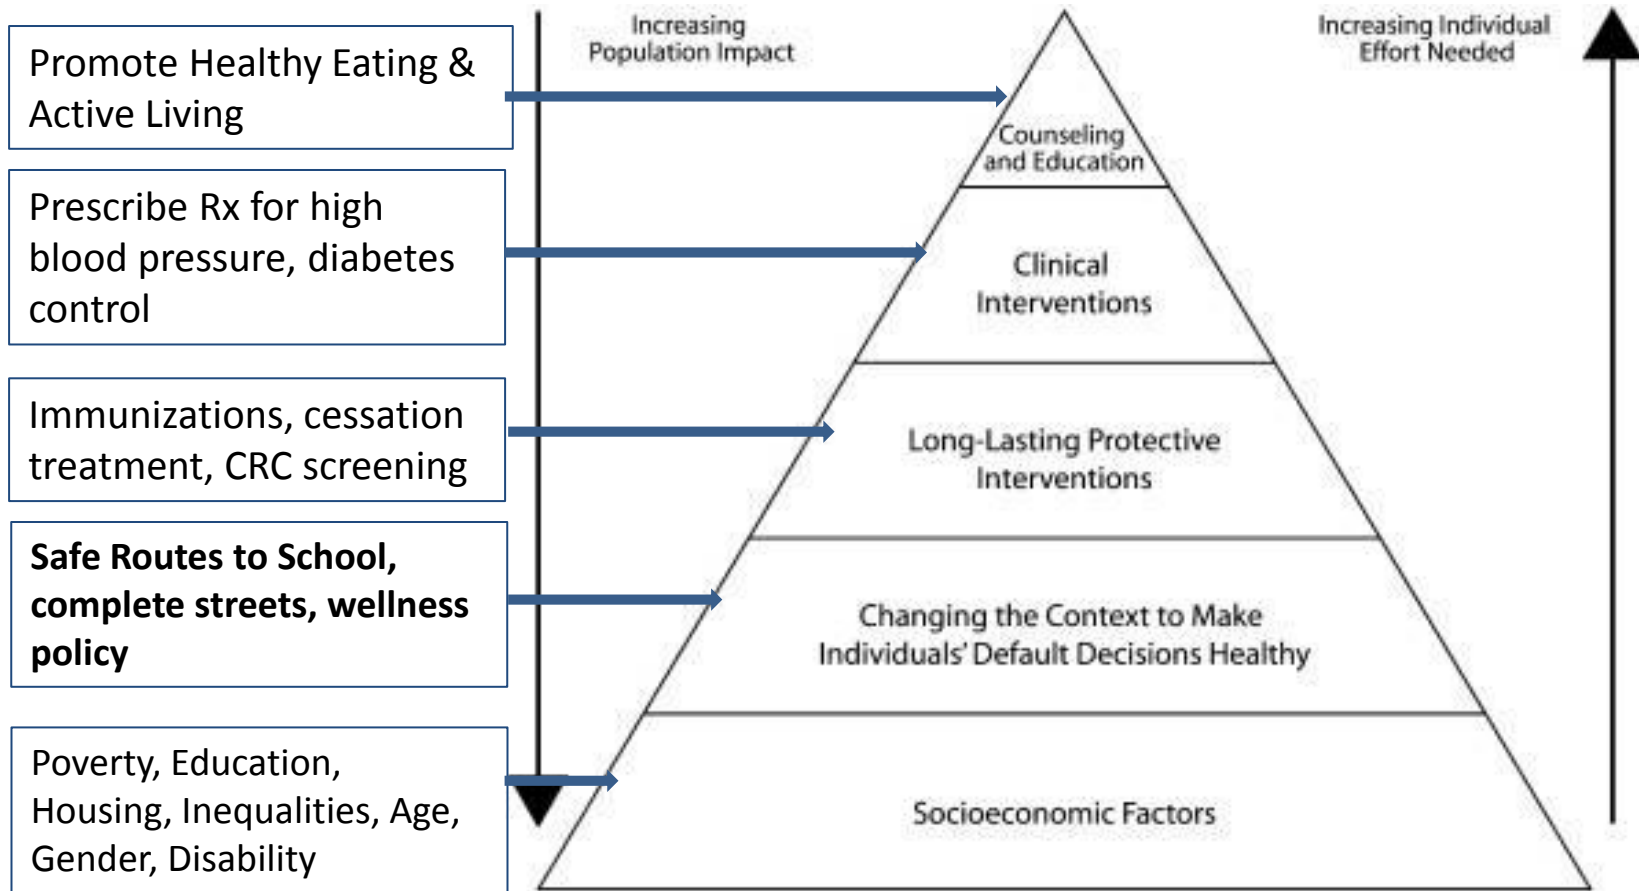 Increasing
Population Impact
Increasing Individual
Effort Needed
Promote Healthy Eating &
Active Living
Counseling
and Education
Prescribe Rx for high
blood pressure, diabetes
control
Clinical
Interventions
Immunizations, cessation
treatment, CRC screening
Long-Lasting Protective
Interventions
Safe Routes to School,
complete streets, wellness
policy
Changing the Context to Make
Individuals' Default Decisions Healthy
Poverty, Education,
Housing, Inequalities, Age,
Gender, Disability
Socioeconomic Factors